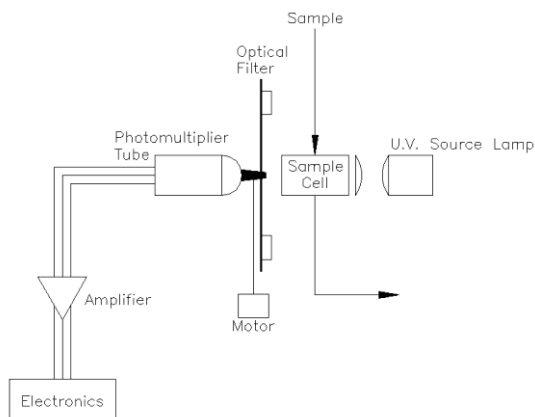 Sample
Optical
Filter
Photomultiplier
Tube
U.V. Source Lamp
Sample
Cell
Amplifier
Motor
Electronics